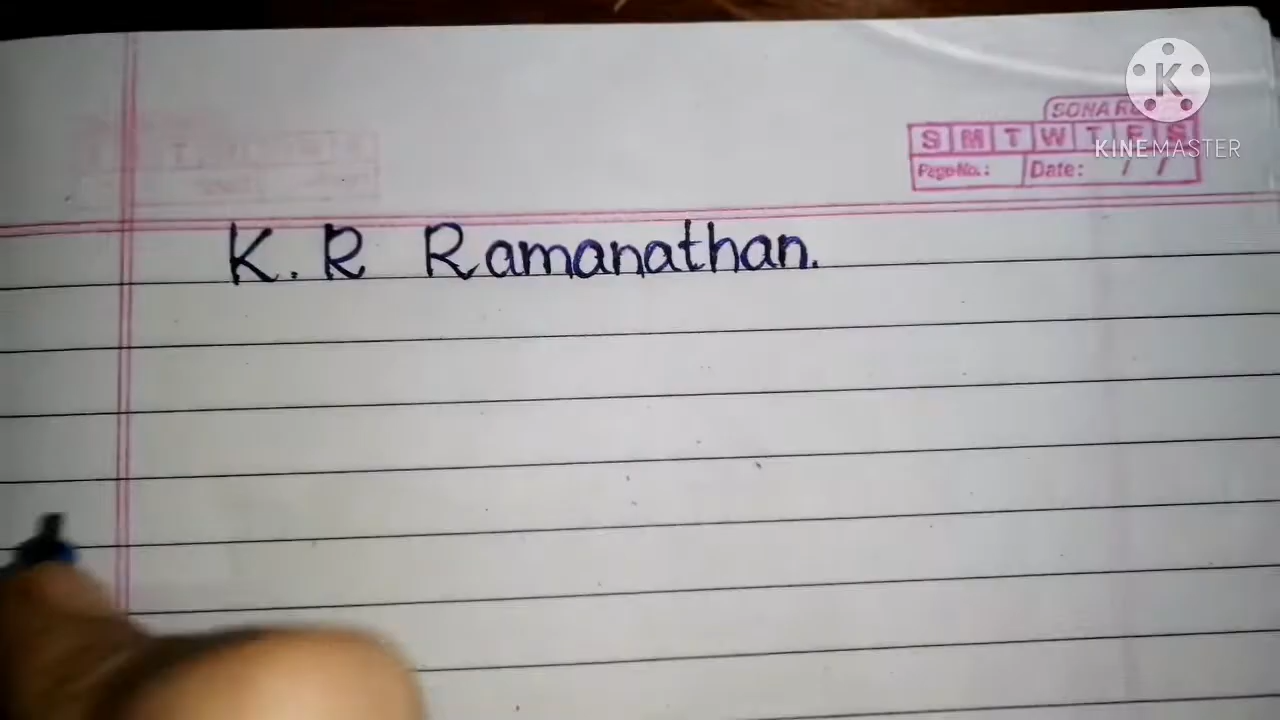 SONA
S M T W T F S
KINEMASTER
Page No.: Date: / /
K. R Ramanathan.